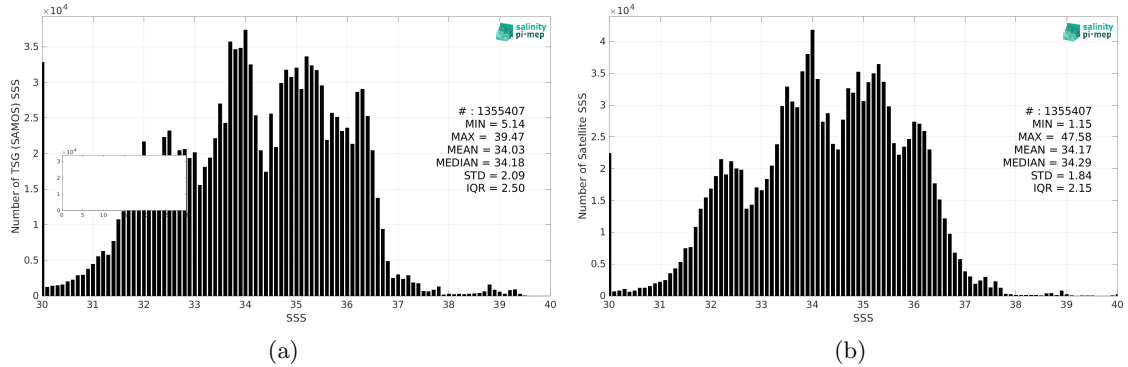 ×10⁴
3.5
3
2.5
2
1.5
1
0.5
0
Number of TSG (SAMOS) SSS
30 31 32 33 34 35 36 37 38 39 40
SSS
salinity
pi-mep
# : 1355407
MIN = 5.14
MAX = 39.47
MEAN = 34.03
MEDIAN = 34.18
STD = 2.09
IQR = 2.50
×10⁴
3
2
1
0
0 5 10
(a)
×10⁴
4
3.5
3
2.5
2
1.5
1
0.5
0
Number of Satellite SSS
30 31 32 33 34 35 36 37 38 39 40
SSS
salinity
pi-mep
# : 1355407
MIN = 1.15
MAX = 47.58
MEAN = 34.17
MEDIAN = 34.29
STD = 1.84
IQR = 2.15
(b)